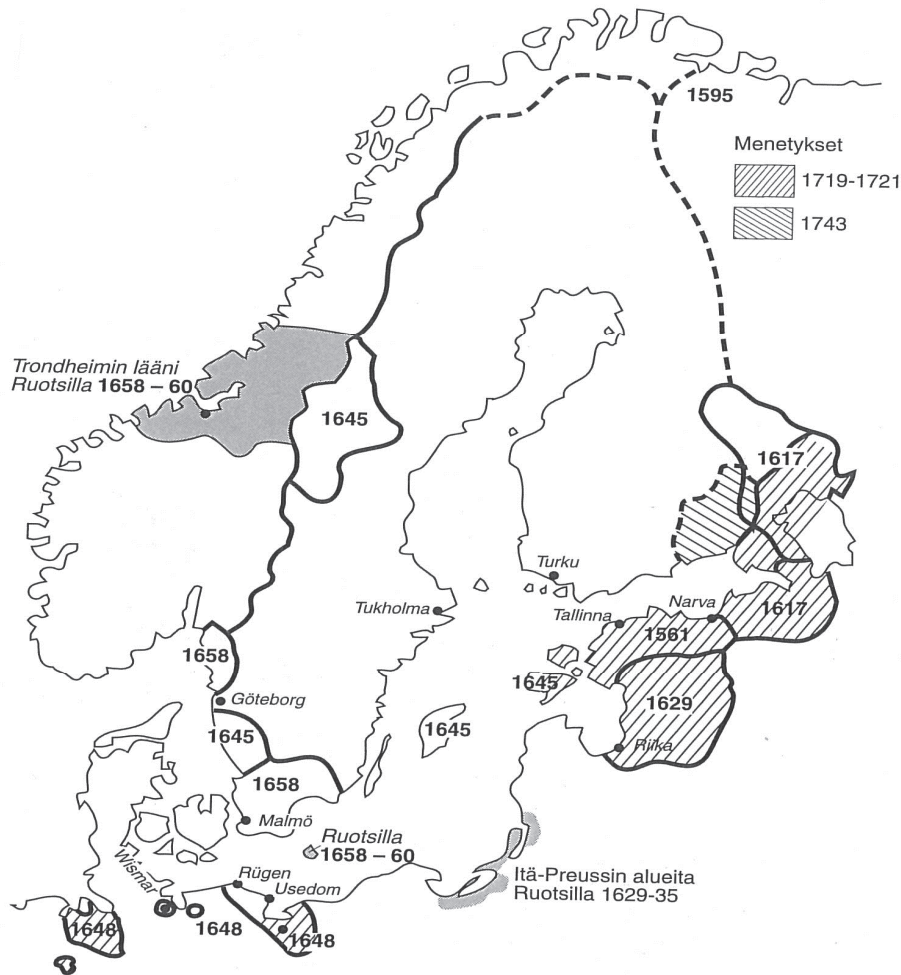 1595
Menetykset
1719-1721
1743
Trondheimin lääni
Ruotsilla 1658 – 60
1645
1617
Turku
Tukholma
Tallinna
Narva
1617
1561
1658
1645
Göteborg
1629
1645
1645
Riika
1658
Malmö
Ruotsilla
1658 – 60
Wismar
Rügen
Usedom
Itä-Preussin alueita
Ruotsilla 1629-35
1648
1648
1648